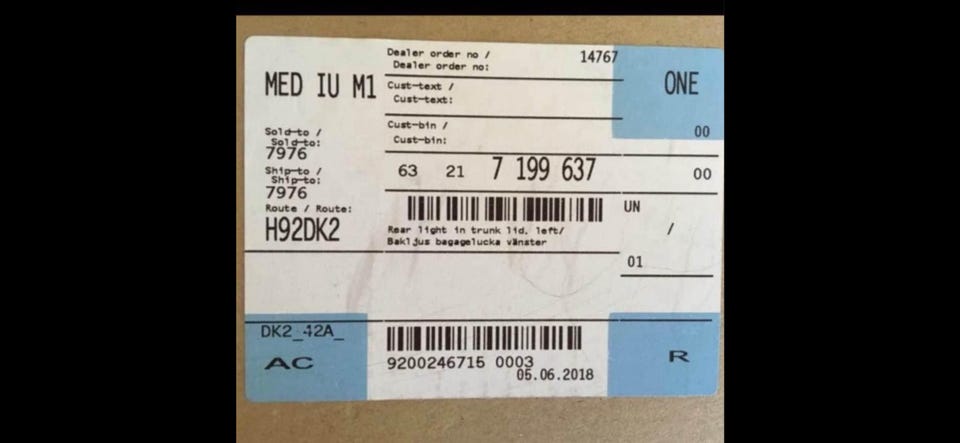 MED IU M1
Dealer order no /
Dealer order no:
14767
ONE
00
Cust-text /
Cust-text:
Cust-bin /
Cust-bin:
Sold-to /
Sold-to:
7976
Ship-to /
Ship-to:
7976
Route / Route:
H92DK2
63 21 7 199 637
00
Rear light in trunk lid. left/
Bakljus bagagelucka vänster
UN
/
01
DK2_42A_
AC
9200246715 0003
05.06.2018
R